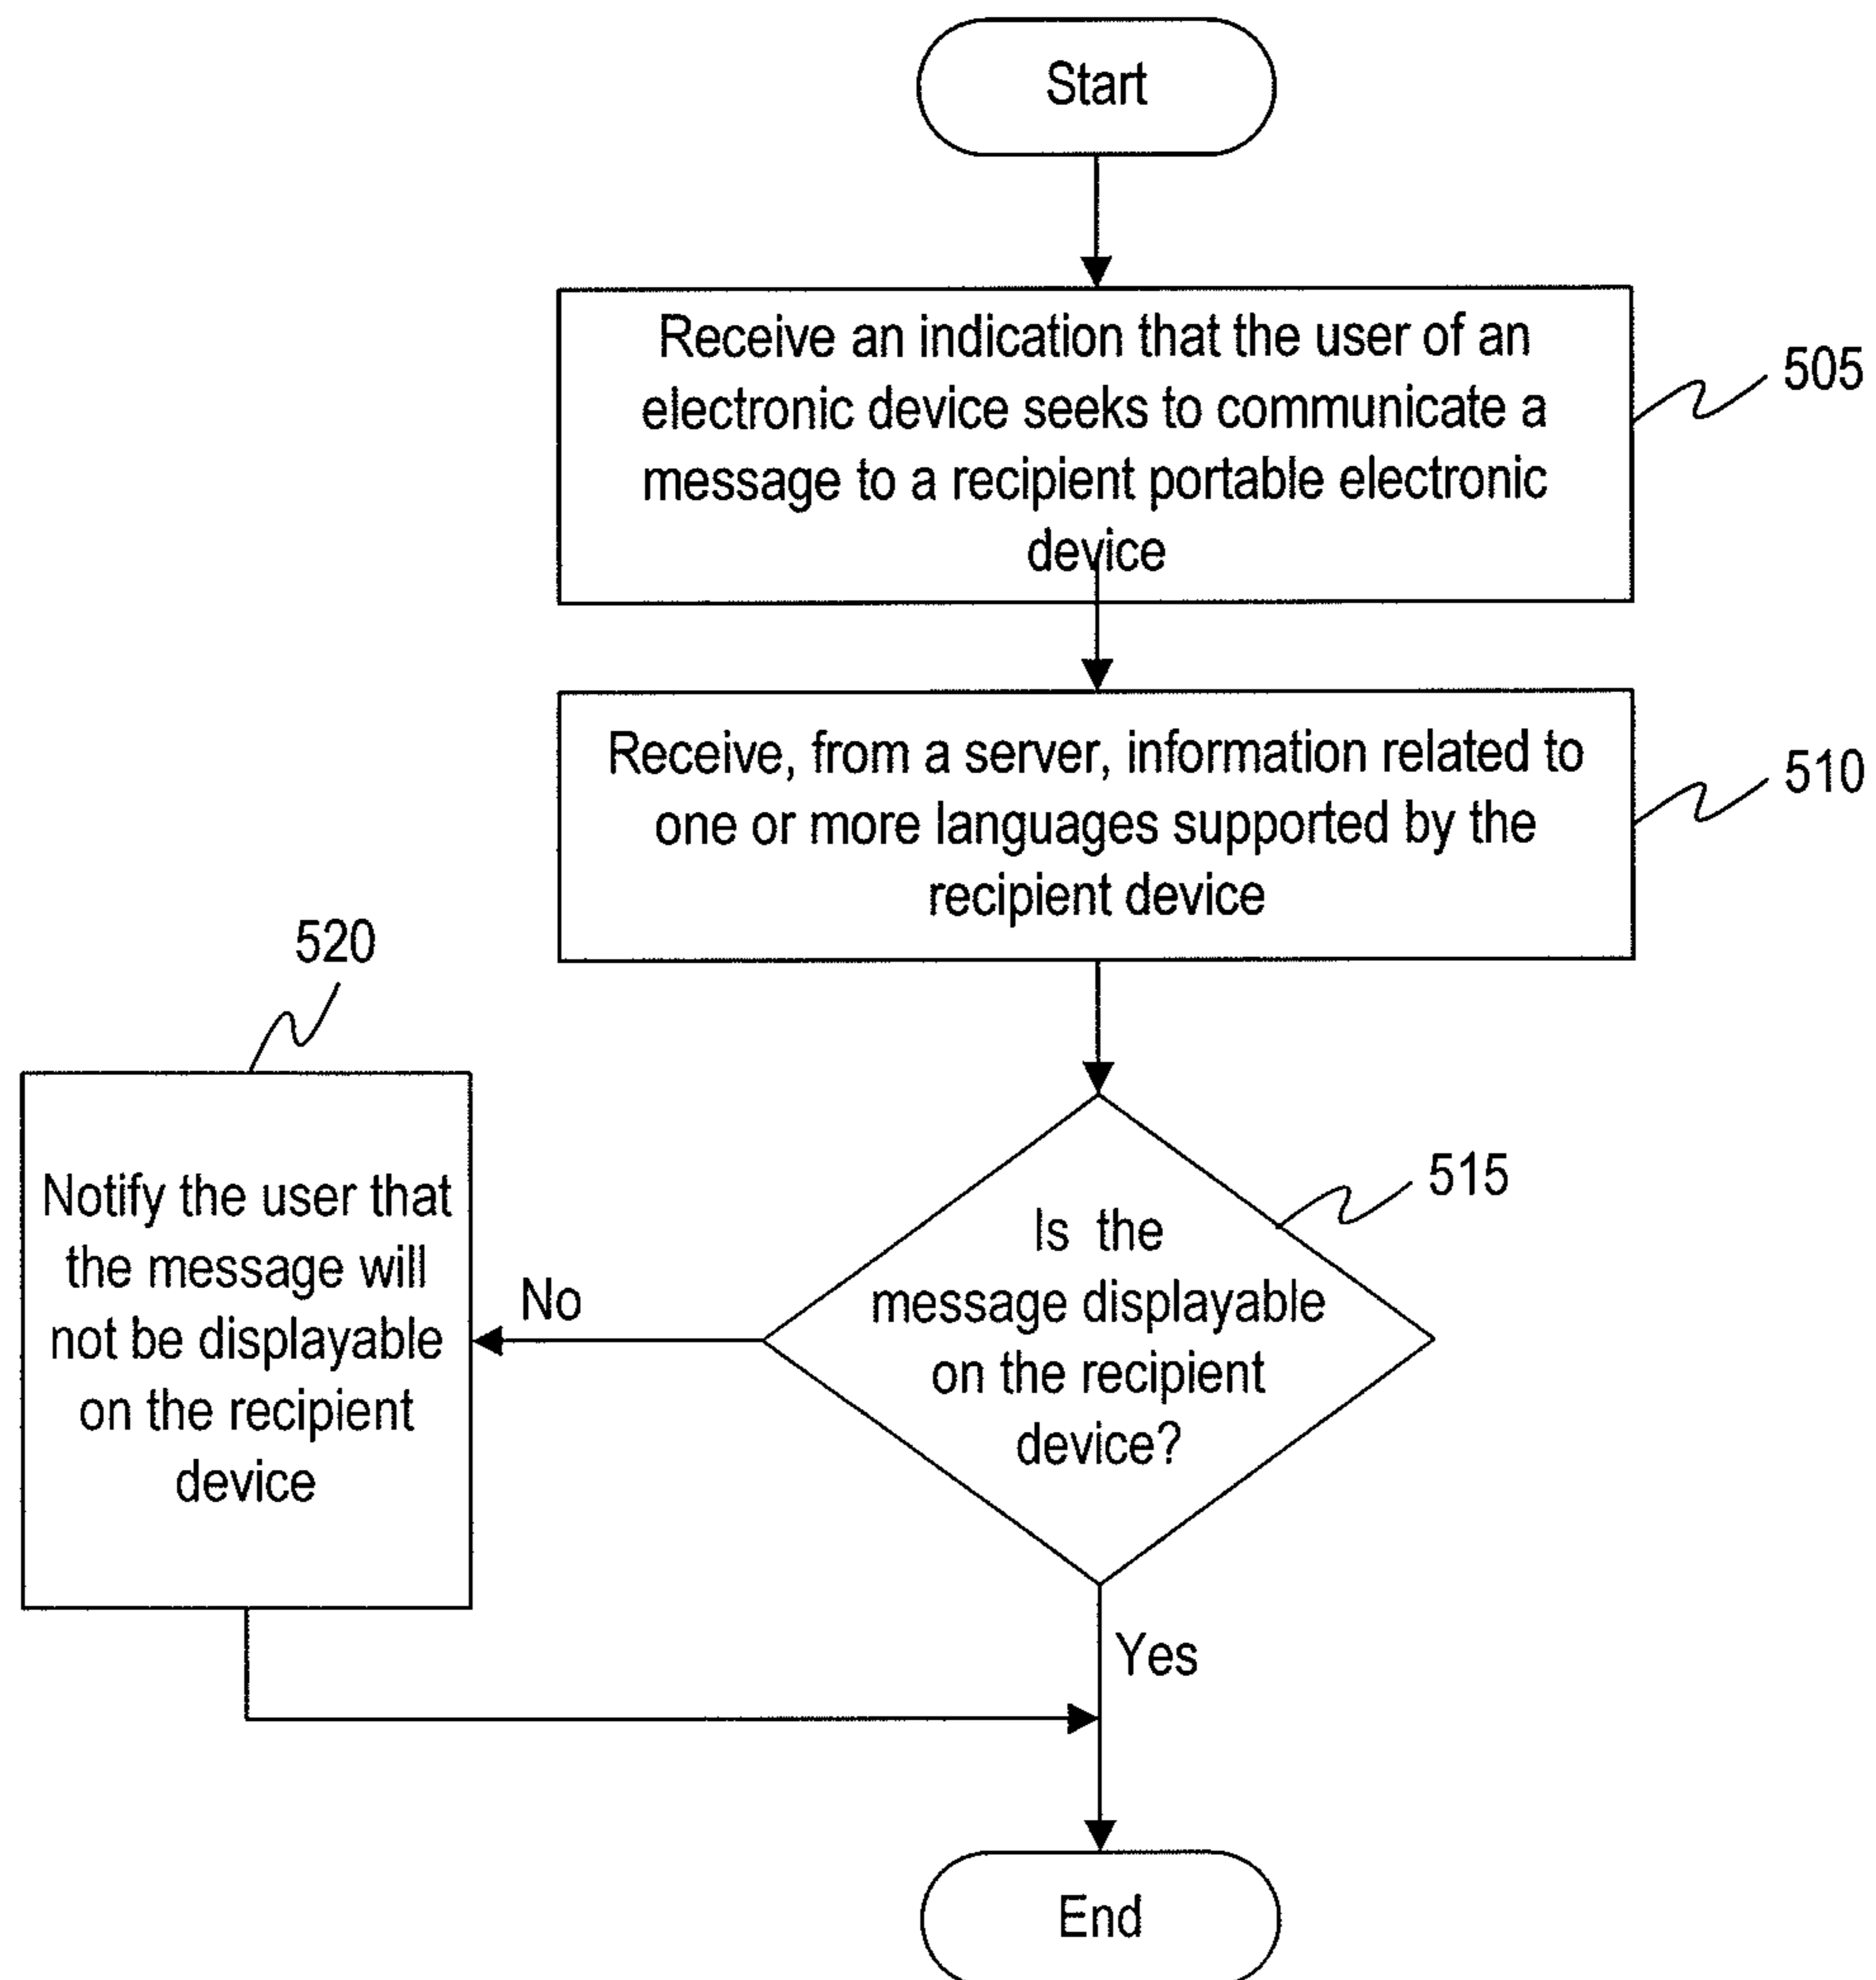 Start
Receive an indication that the user of an
electronic device seeks to communicate a
message to a recipient portable electronic
device
505
Receive, from a server, information related to
one or more languages supported by the
recipient device
510
520
Notify the user that
the message will
not be displayable
on the recipient
device
No
Is the
message displayable
on the recipient
device?
515
Yes
End